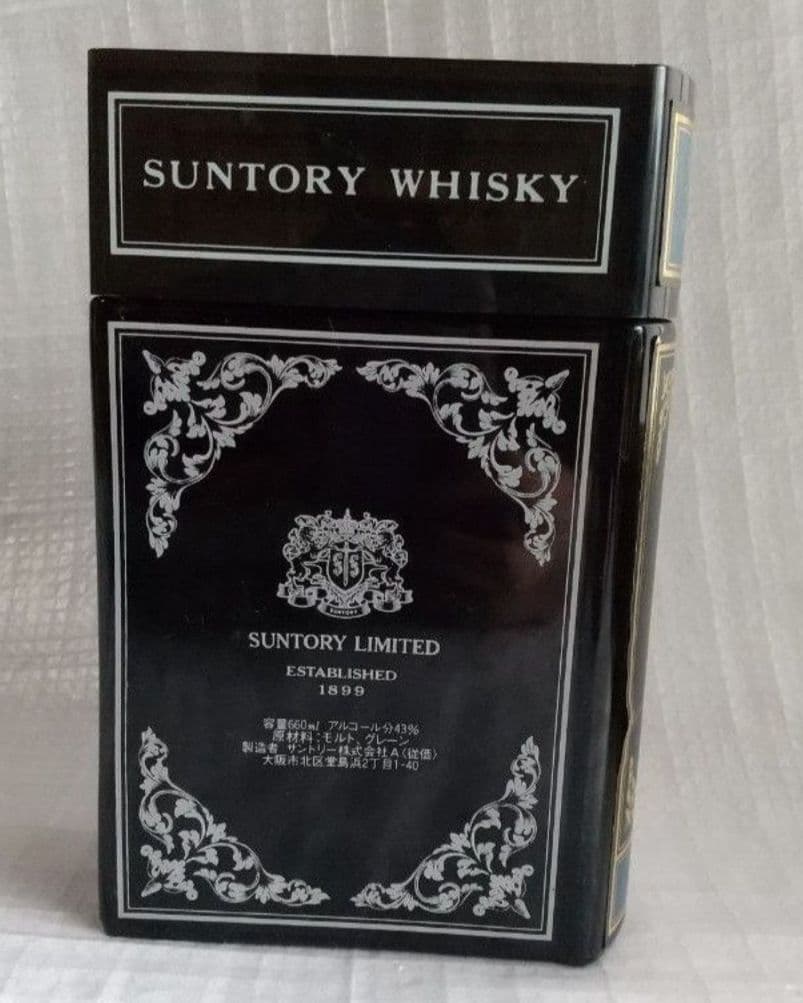 SUNTORY WHISKY
SUNTORY
SUNTORY LIMITED
ESTABLISHED
1899
容量660ml アルコール分43%
原材料:モルト、グレーン
製造者 サントリー株式会社A〈従価〉
大阪市北区堂島浜2丁目1-40